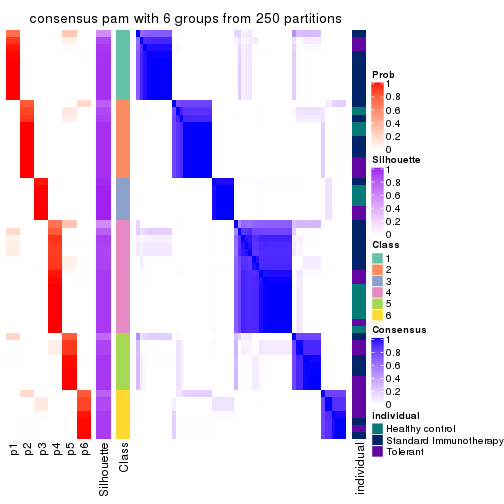 consensus pam with 6 groups from 250 partitions
Prob
1
0.8
0.6
0.4
0.2
0
Silhouette
1
0.8
0.6
0.4
0.2
0
Class
1
2
3
4
5
6
Consensus
1
0.8
0.6
0.4
0.2
0
individual
Healthy control
Standard Immunotherapy
Tolerant
p1
p2
p3
p4
p5
p6
Silhouette
Class
individual